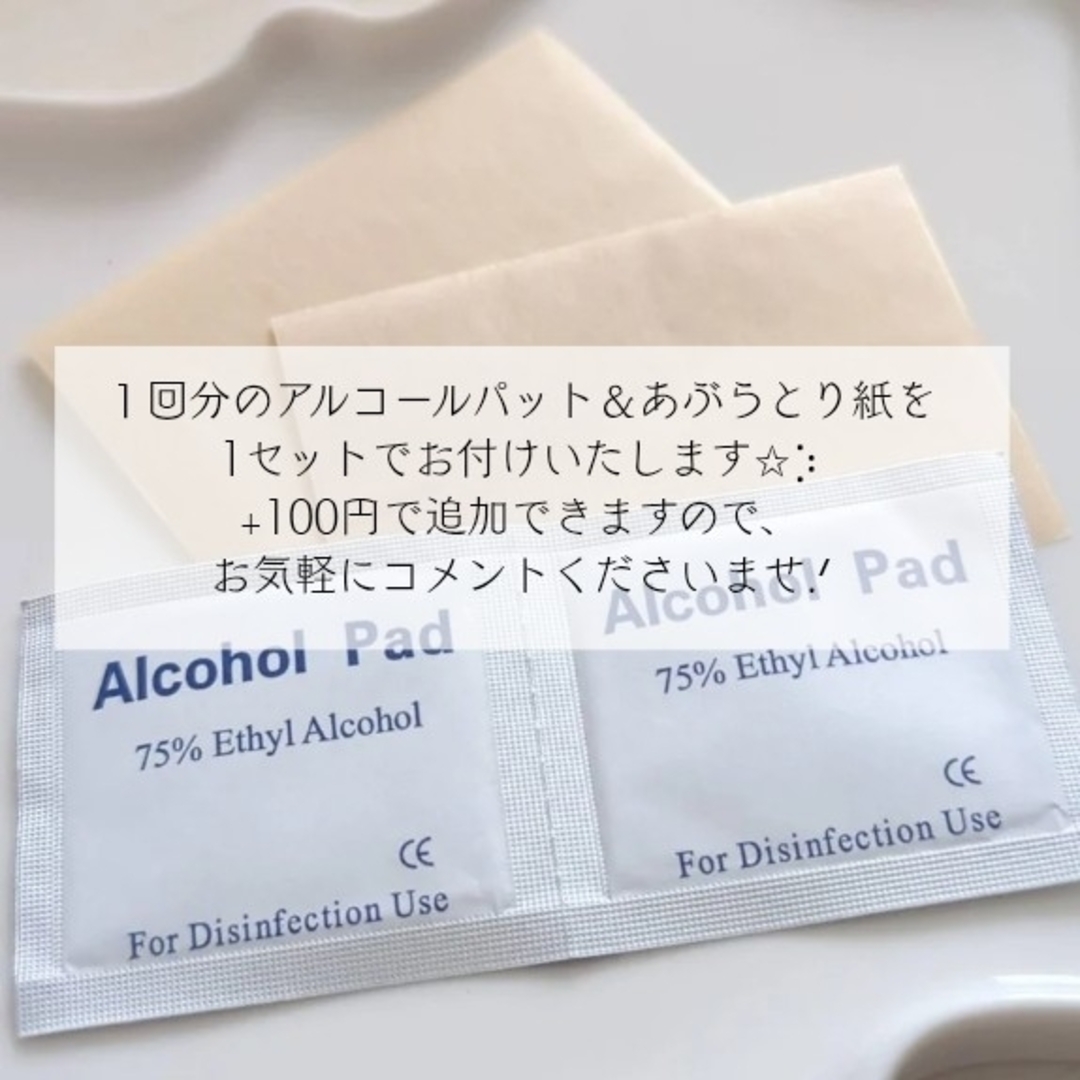 1回分のアルコールパット&あぶらとり紙を
1セットでお付けいたします☆
+100円で追加できますので、
お気軽にコメントくださいませ!
Alcohol Pad
75% Ethyl Alcohol
CE
For Disinfection Use
Alcohol Pad
75% Ethyl Alcohol
CE
For Disinfection Use